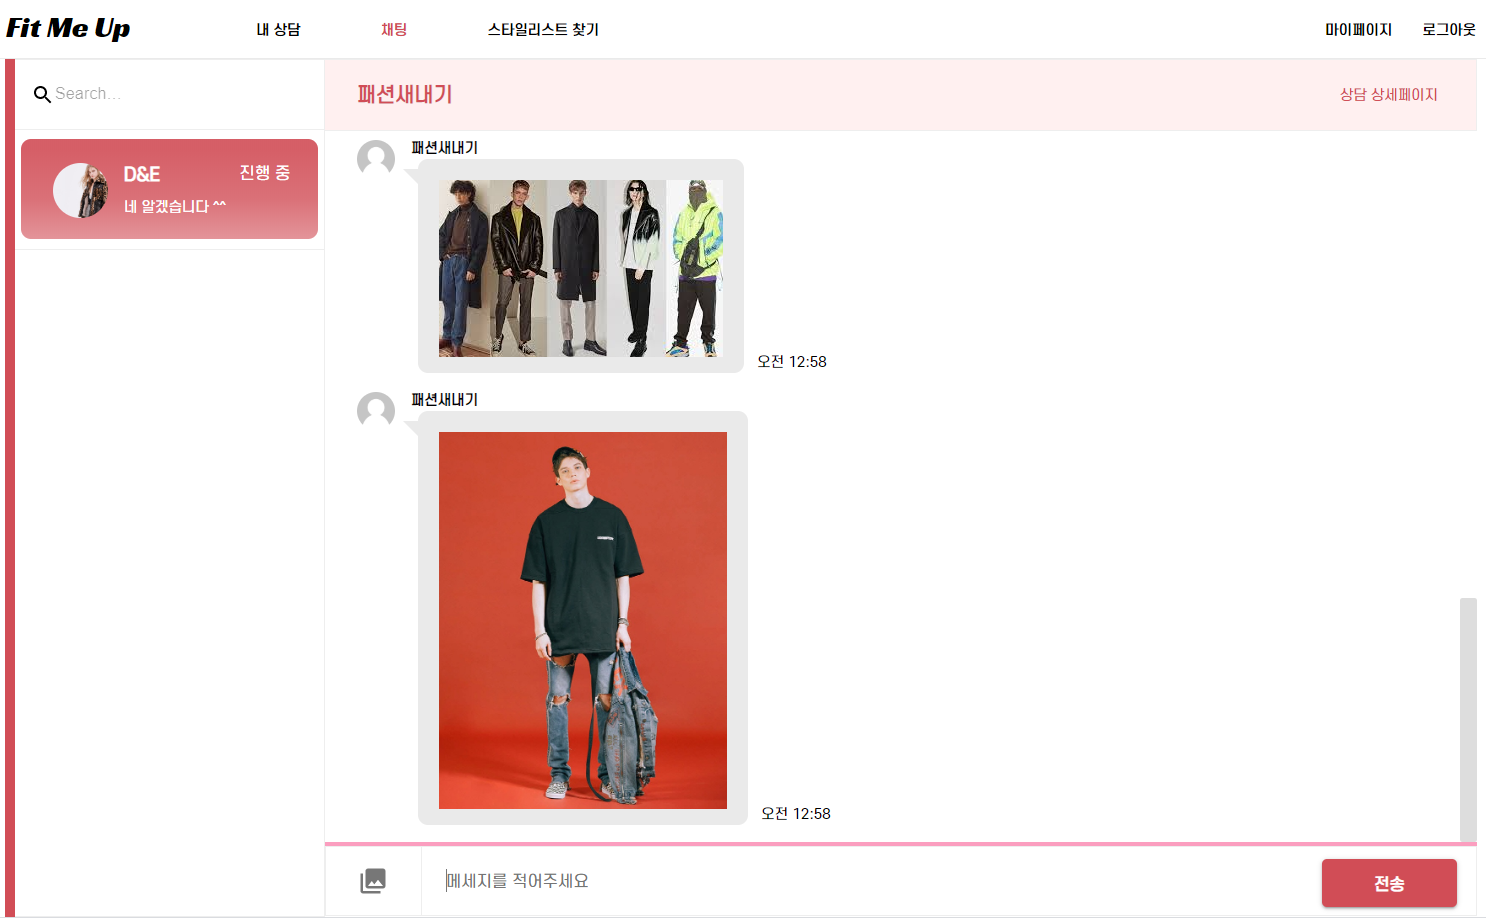 Fit Me Up
내 상담
채팅
스타일리스트 찾기
마이페이지
로그아웃
Search...
D&E
진행 중
네 알겠습니다 ^^
패션새내기
상담 상세페이지
패션새내기
오전 12:58
패션새내기
오전 12:58
메세지를 적어주세요
전송